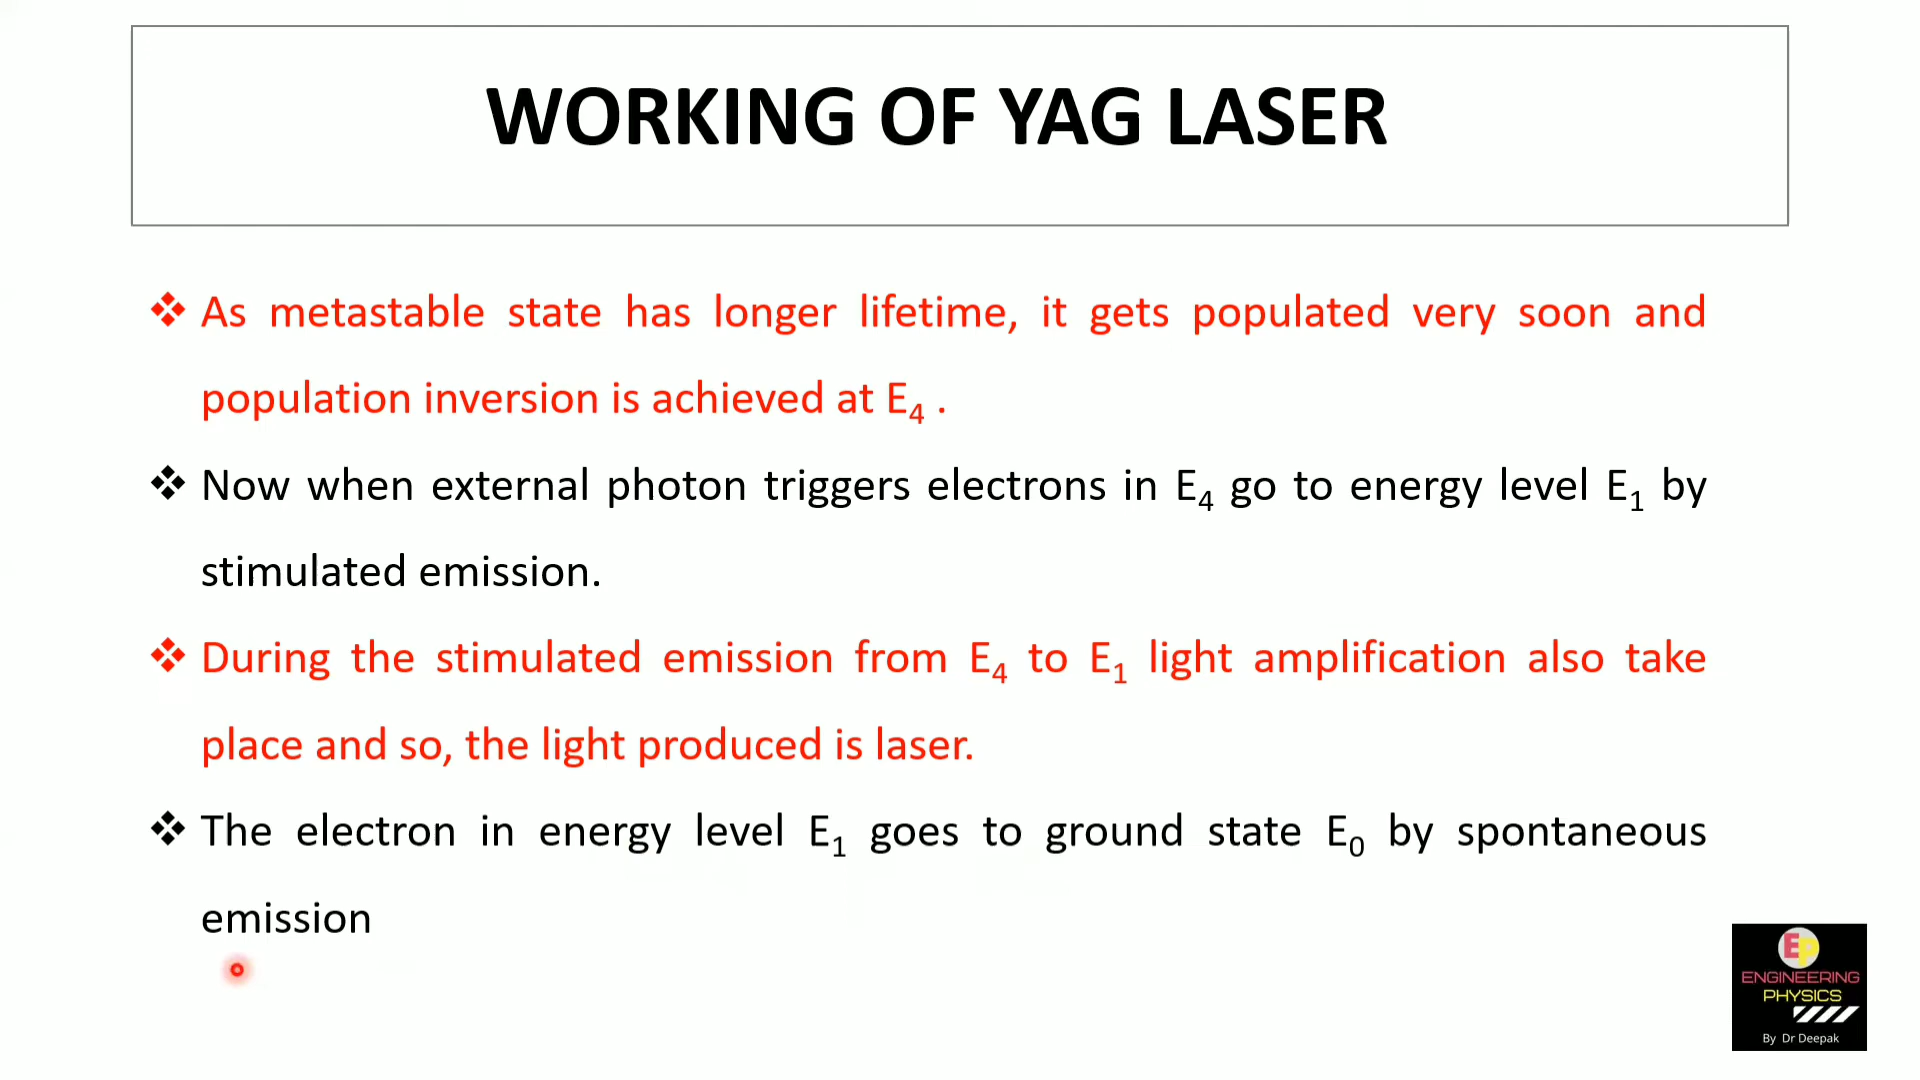 WORKING OF YAG LASER
❖ As metastable state has longer lifetime, it gets populated very soon and
population inversion is achieved at E₄ .
❖ Now when external photon triggers electrons in E₄ go to energy level E₁ by
stimulated emission.
❖ During the stimulated emission from E₄ to E₁ light amplification also take
place and so, the light produced is laser.
❖ The electron in energy level E₁ goes to ground state E₀ by spontaneous
emission
Ep
ENGINEERING
PHYSICS
By Dr Deepak